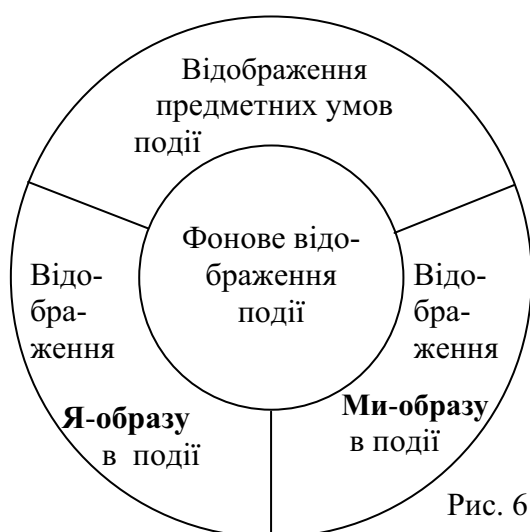 Відображення
предметних умов
події
Фонове відо-
браження
події
Відо-
бра-
ження
Я-образу
в події
Відо-
бра-
ження
Ми-образу
в події
Рис. 6